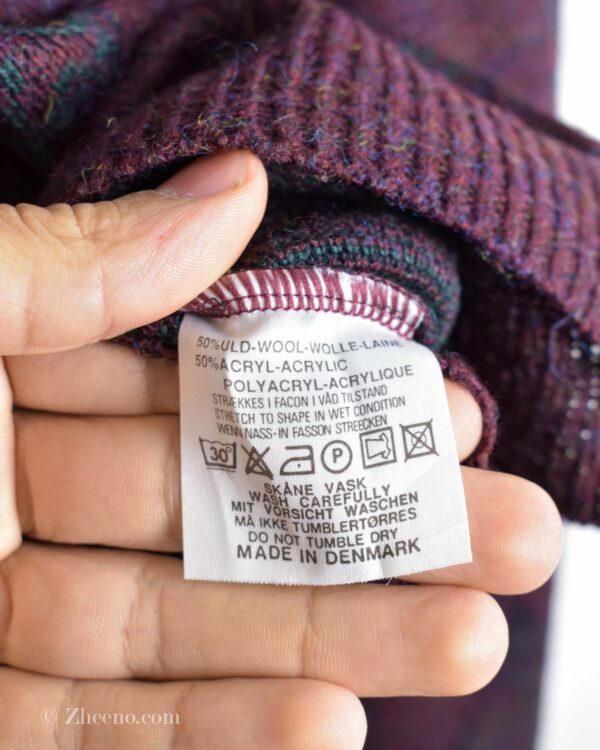 50%ULD-WOOL-WOLLE-LAINE
50%ACRYL-ACRYLIC
POLYACRYL-ACRYLIQUE
STRÆKKES I FACON I VÅD TILSTAND
STRETCH TO SHAPE IN WET CONDITION
WENN NASS-IN FASSON STREECKEN
30° P
SKÅNE VASK
WASH CAREFULLY
MIT VORSICHT WASCHEN
MÅ IKKE TUMBLERTØRRES
DO NOT TUMBLE DRY
MADE IN DENMARK
© Zheeno.com